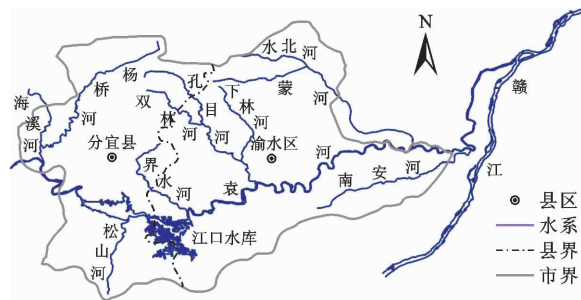 N
水北河
蒙河
杨桥河
孔目河
双林河
下林河
海溪河
赣江
分宜县
渝水区
界水河
袁河
南安河
松山河
江口水库
县区
水系
县界
市界